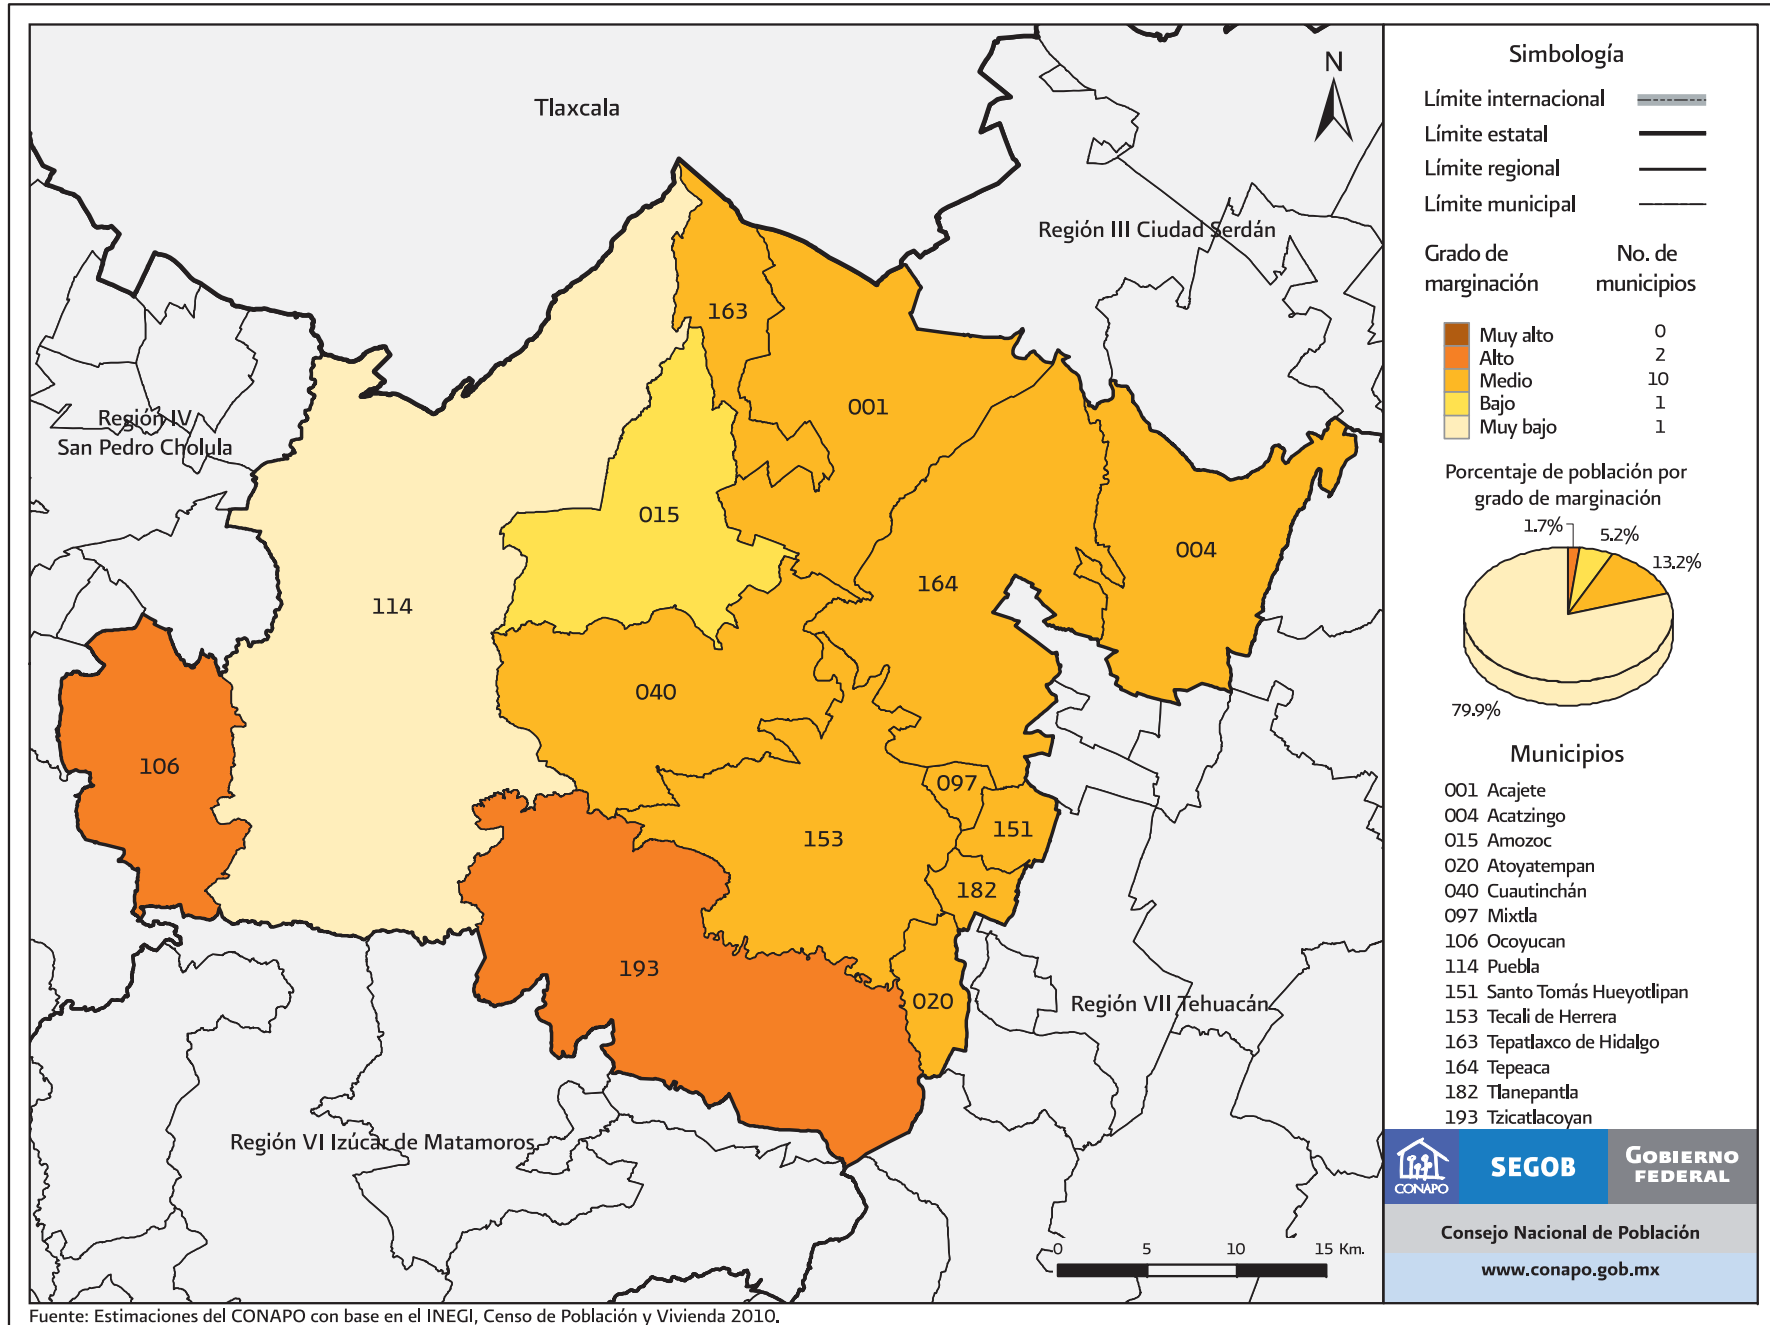 Tlaxcala
N
Región III Ciudad Serdán
Región IV
San Pedro Cholula
163
001
015
004
164
114
040
106
097
151
153
182
193
020
Región VII Tehuacán
Región VI Izúcar de Matamoros
0 5 10 15 Km.
Simbología
Límite internacional
Límite estatal
Límite regional
Límite municipal
Grado de marginación No. de municipios
Muy alto 0
Alto 2
Medio 10
Bajo 1
Muy bajo 1
Porcentaje de población por
grado de marginación
1.7%
5.2%
13.2%
79.9%
Municipios
001 Acajete
004 Acatzingo
015 Amozoc
020 Atoyatempan
040 Cuautinchán
097 Mixtla
106 Ocoyucan
114 Puebla
151 Santo Tomás Hueyotlipan
153 Tecali de Herrera
163 Tepatlaxco de Hidalgo
164 Tepeaca
182 Tlanepantla
193 Tzicatlacoyan
CONAPO
SEGOB
GOBIERNO
FEDERAL
Consejo Nacional de Población
www.conapo.gob.mx
Fuente: Estimaciones del CONAPO con base en el INEGI, Censo de Población y Vivienda 2010.